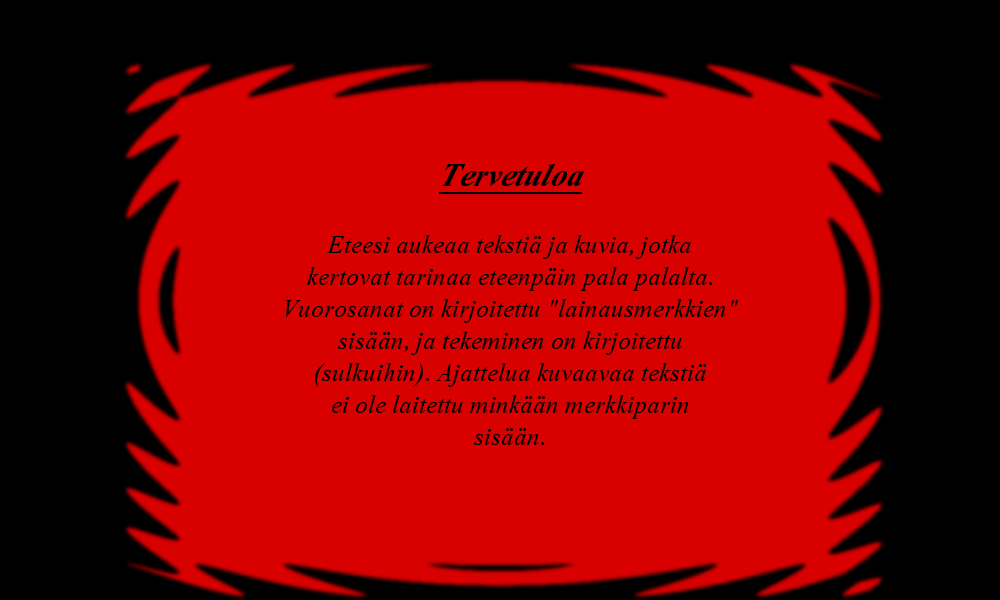 Tervetuloa
Eteesi aukeaa tekstiä ja kuvia, jotka
kertovat tarinaa eteenpäin pala palalta.
Vuorosanat on kirjoitettu "lainausmerkkien"
sisään, ja tekeminen on kirjoitettu
(sulkuihin). Ajattelua kuvaavaa tekstiä
ei ole laitettu minkään merkkiparin
sisään.